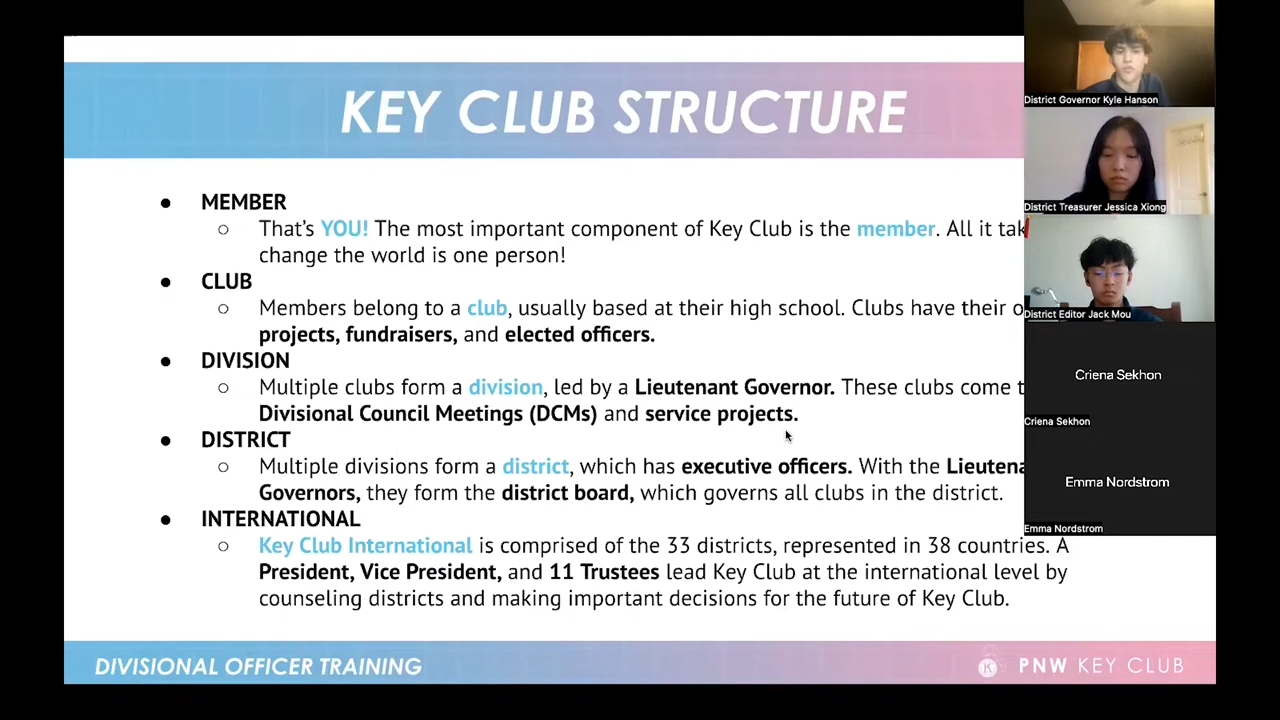 KEY CLUB STRUCTURE
● MEMBER
○ That's YOU! The most important component of Key Club is the member. All it
change the world is one person!
● CLUB
○ Members belong to a club, usually based at their high school. Clubs have their
projects, fundraisers, and elected officers.
● DIVISION
○ Multiple clubs form a division, led by a Lieutenant Governor. These clubs come
Divisional Council Meetings (DCMs) and service projects.
● DISTRICT
○ Multiple divisions form a district, which has executive officers. With the
Governors, they form the district board, which governs all clubs in the district.
● INTERNATIONAL
○ Key Club International is comprised of the 33 districts, represented in 38 countries. A
President, Vice President, and 11 Trustees lead Key Club at the international level by
counseling districts and making important decisions for the future of Key Club.
DIVISIONAL OFFICER TRAINING
K PNW KEY CLUB
District Governor Kyle Hanson
District Treasurer Jessica Xiong
District Editor Jack Mou
Criena Sekhon
Criena Sekhon
Emma Nordstrom
Emma Nordstrom